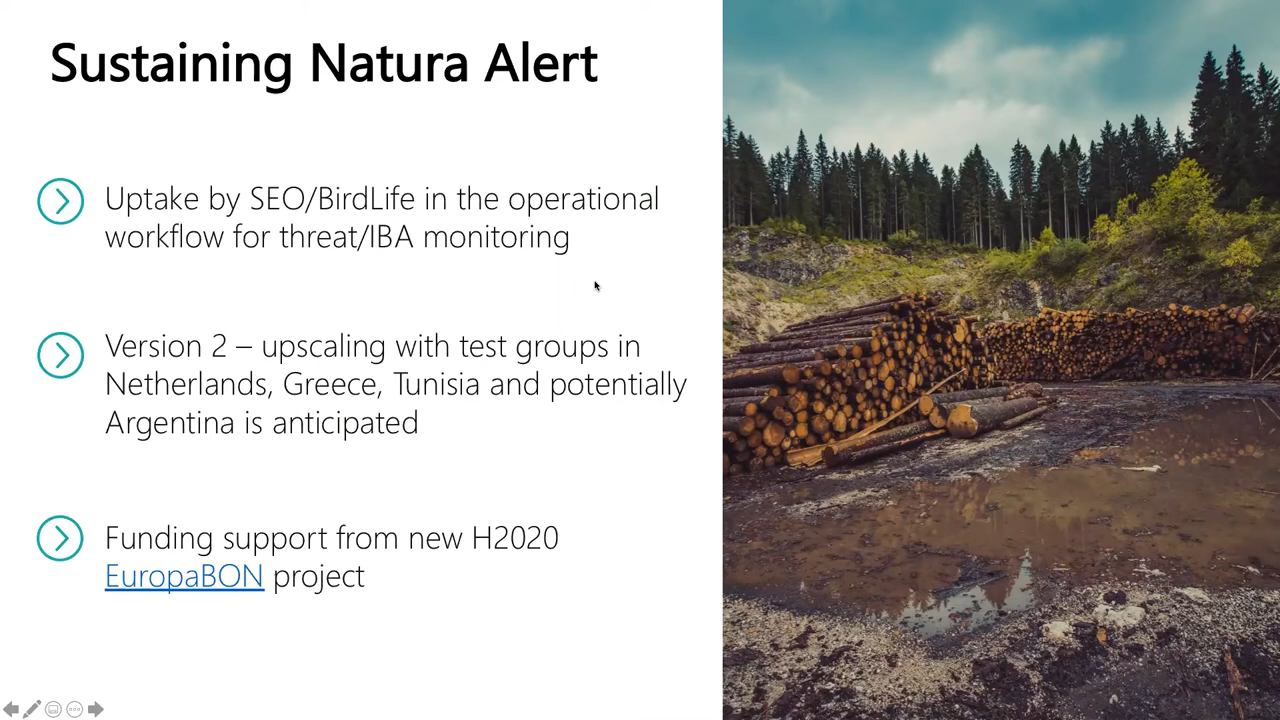 Sustaining Natura Alert
Uptake by SEO/BirdLife in the operational
workflow for threat/IBA monitoring
Version 2 – upscaling with test groups in
Netherlands, Greece, Tunisia and potentially
Argentina is anticipated
Funding support from new H2020
EuropaBON project